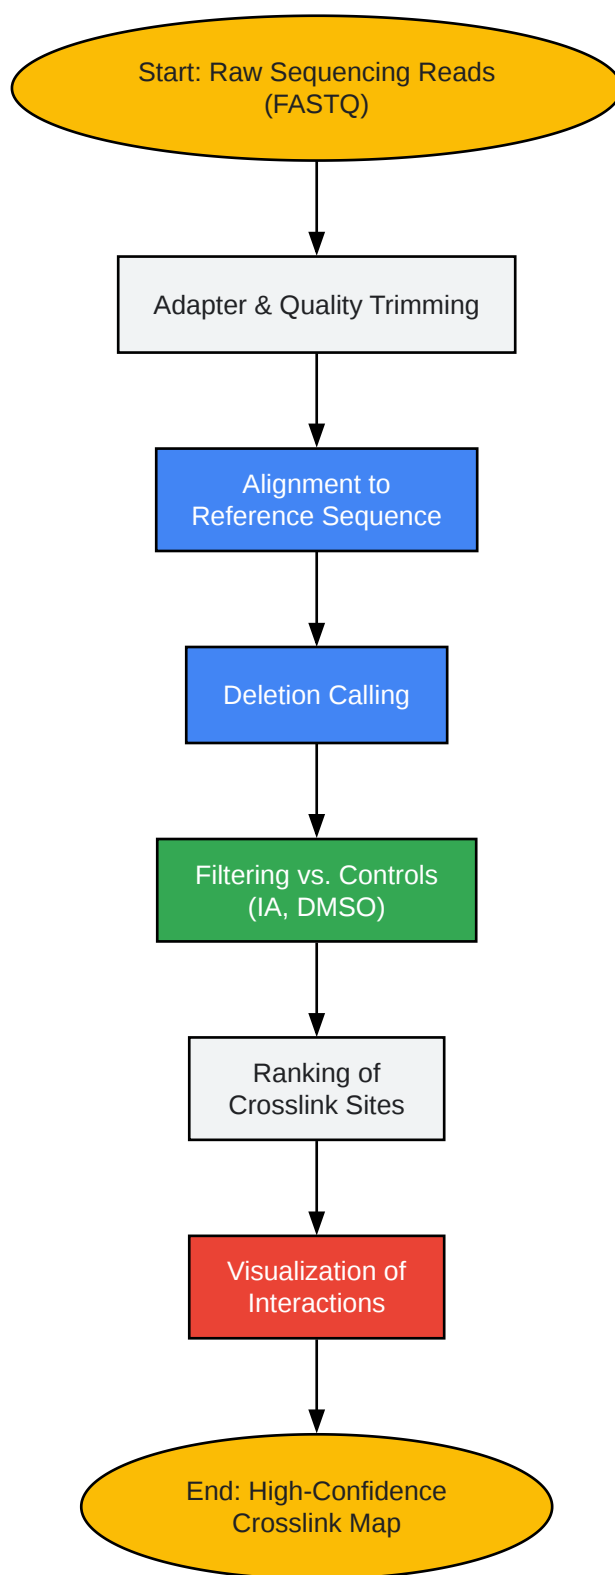 Start: Raw Sequencing Reads
(FASTQ)
Adapter & Quality Trimming
Alignment to
Reference Sequence
Deletion Calling
Filtering vs. Controls
(IA, DMSO)
Ranking of
Crosslink Sites
Visualization of
Interactions
End: High-Confidence
Crosslink Map